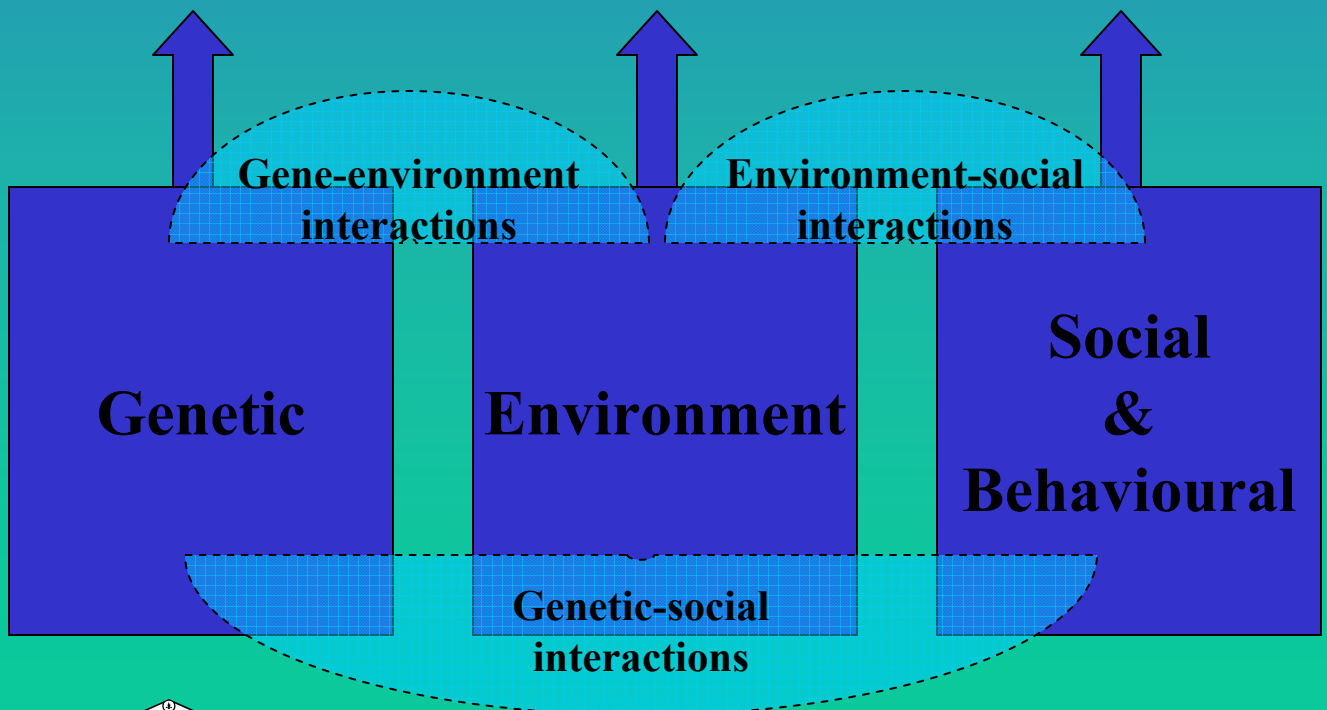 Gene-environment
interactions
Environment-social
interactions
Genetic
Environment
Social
&
Behavioural
Genetic-social
interactions